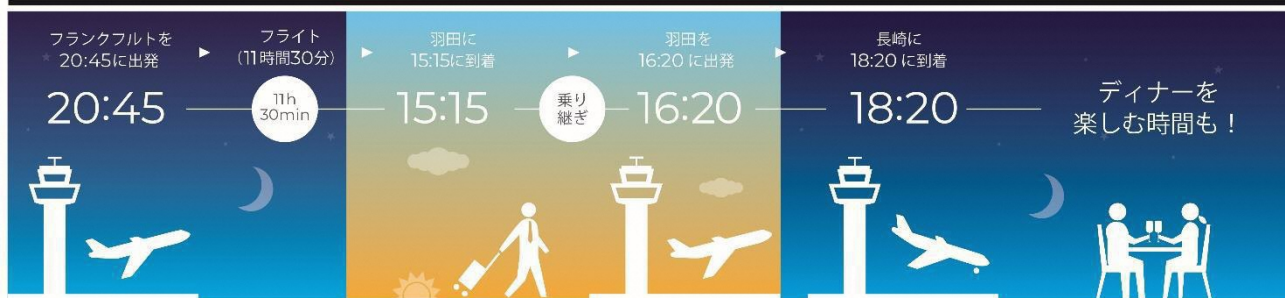 フランクフルトを
20:45に出発
20:45
フライト
(11時間30分)
11h
30min
羽田に
15:15に到着
15:15
乗り
継ぎ
羽田を
16:20 に出発
16:20
長崎に
18:20 に到着
18:20
ディナーを
楽しむ時間も！